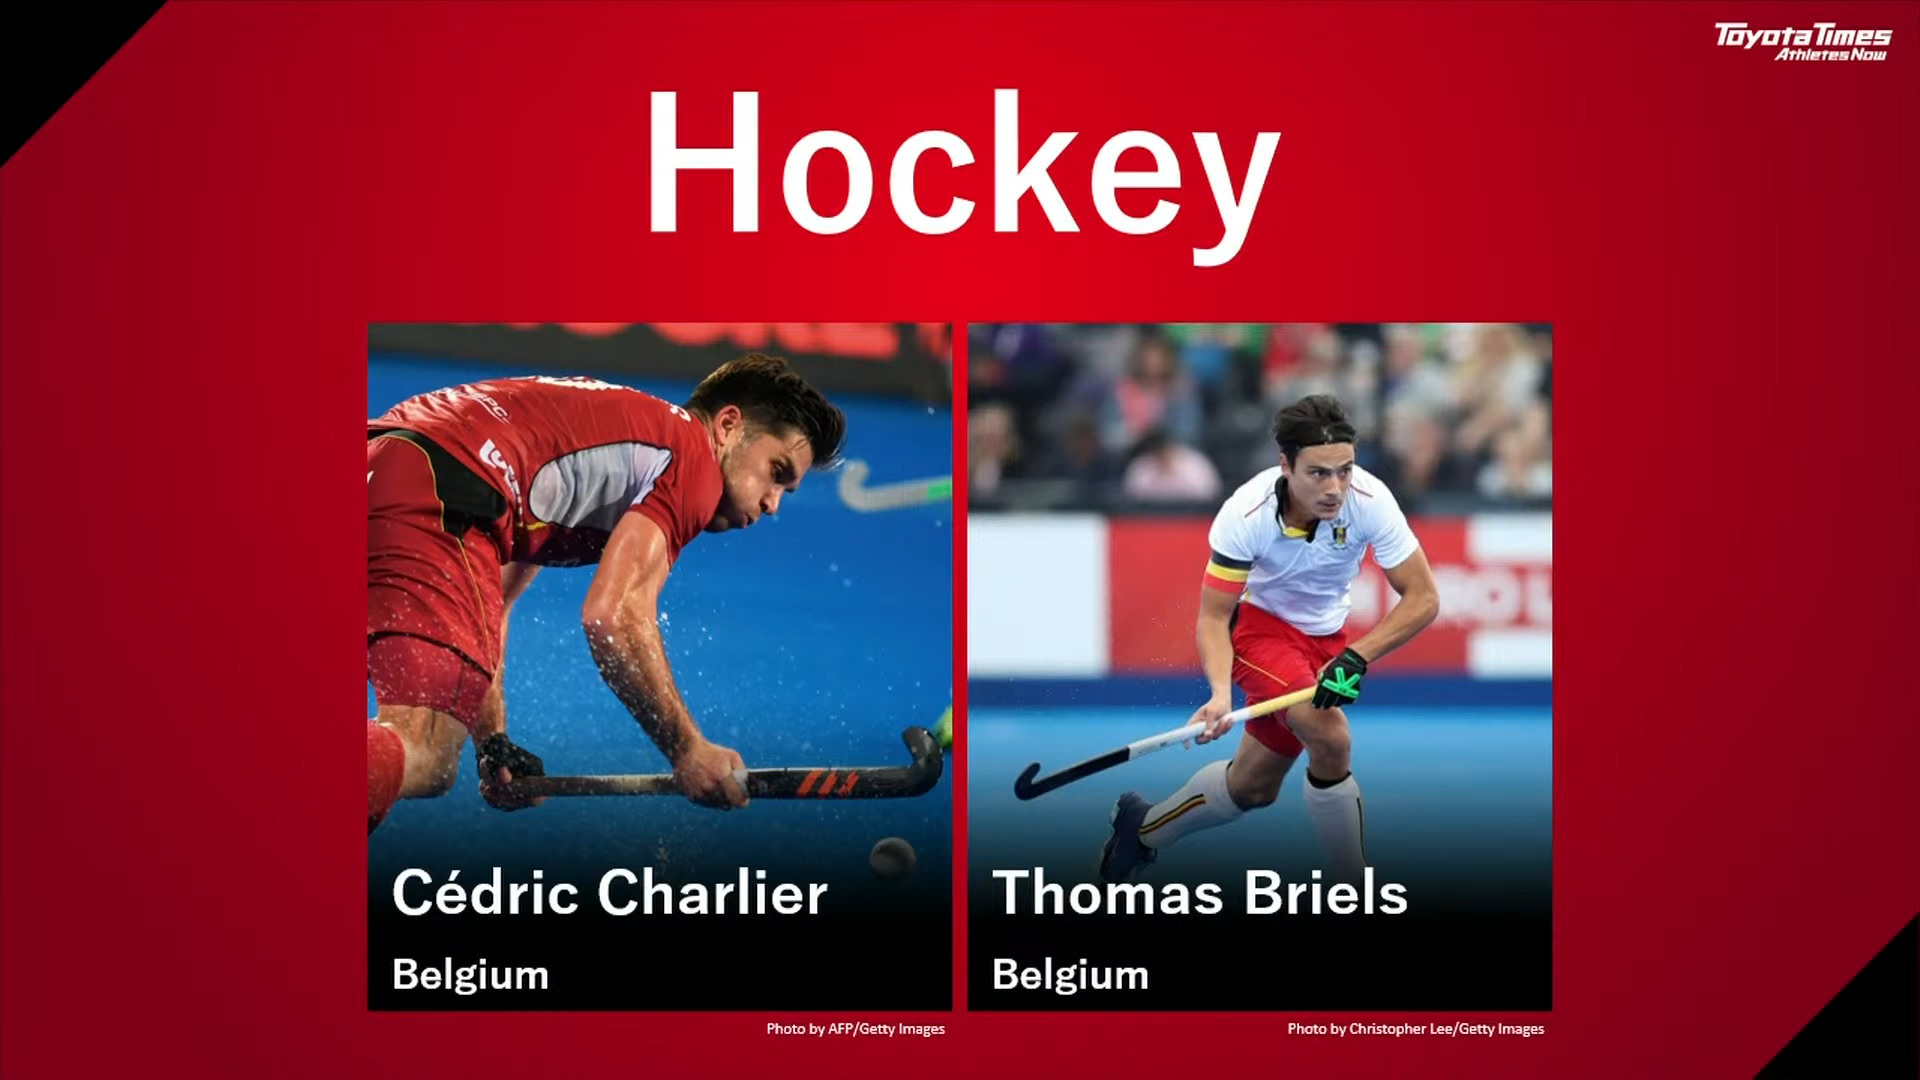 Toyota Times
Athletes Now
Hockey
Cédric Charlier
Belgium
Thomas Briels
Belgium
Photo by AFP/Getty Images
Photo by Christopher Lee/Getty Images